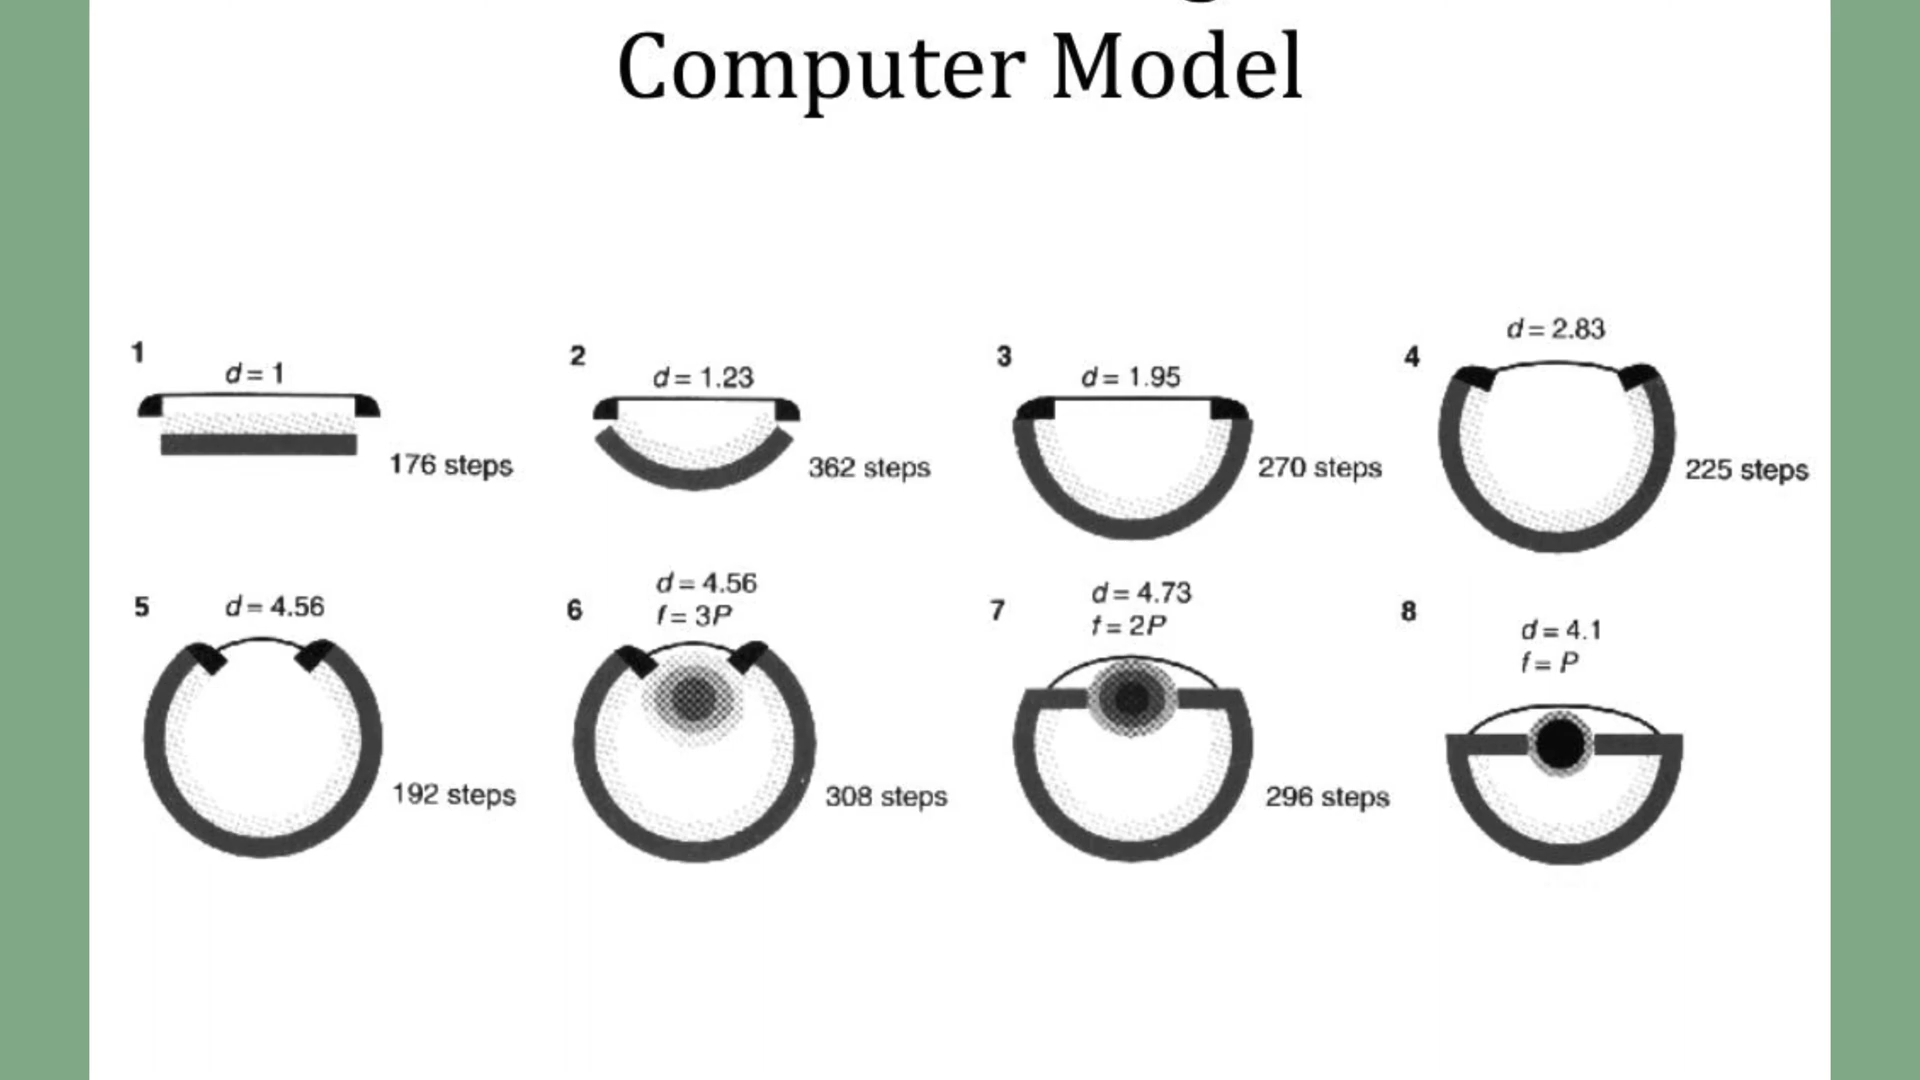 Computer Model
1
d = 1
176 steps
2
d = 1.23
362 steps
3
d = 1.95
270 steps
4
d = 2.83
225 steps
5
d = 4.56
192 steps
6
d = 4.56
f = 3P
308 steps
7
d = 4.73
f = 2P
296 steps
8
d = 4.1
f = P